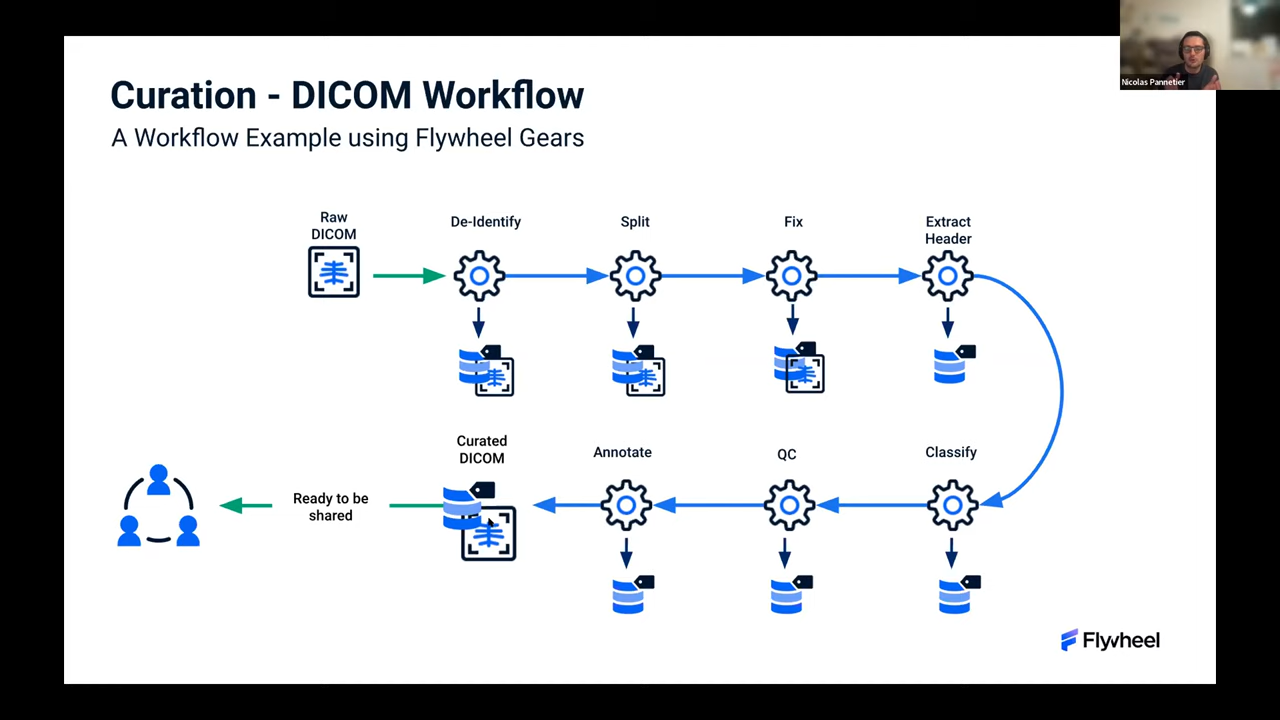 Nicolas Pannetier
Curation - DICOM Workflow
A Workflow Example using Flywheel Gears
Raw
DICOM
De-Identify
Split
Fix
Extract
Header
Curated
DICOM
Annotate
QC
Classify
Ready to be
shared
Flywheel